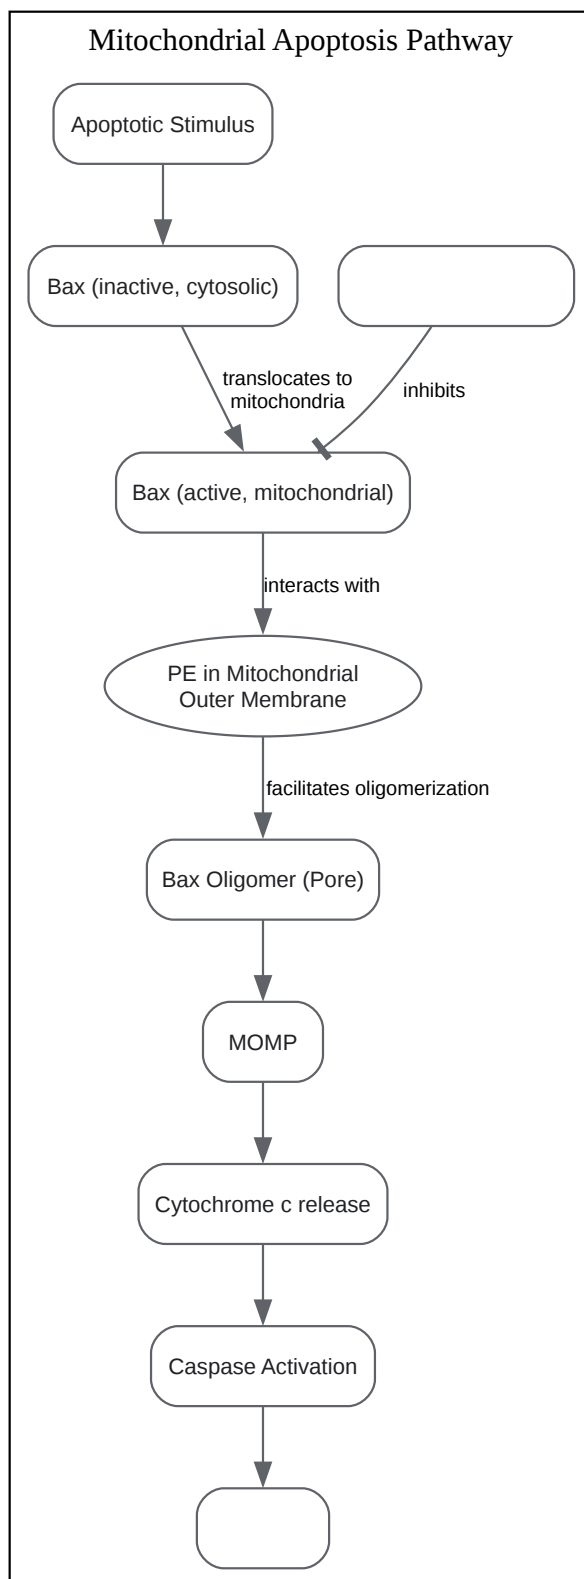 Mitochondrial Apoptosis Pathway
Apoptotic Stimulus
Bax (inactive, cytosolic)
translocates to
mitochondria
inhibits
Bax (active, mitochondrial)
interacts with
PE in Mitochondrial
Outer Membrane
facilitates oligomerization
Bax Oligomer (Pore)
MOMP
Cytochrome c release
Caspase Activation